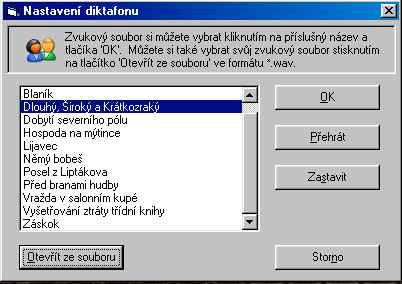 Nastavení diktafonu
Zvukový soubor si můžete vybrat kliknutím na příslušný název a
tlačíka 'OK'. Můžete si také vybrat svůj zvukový soubor stisknutím
na tlačítko 'Otevřít ze souboru' ve formátu *.wav.
Blaník
Dlouhý, Široký a Krátkozraký
Dobytí severního pólu
Hospoda na mýtince
Lijavec
Němý bobeš
Posel z Liptákova
Před branami hudby
Vražda v salonním kupé
Vyšetřování ztráty třídní knihy
Záskok
OK
Přehrát
Zastavit
Otevřít ze souboru
Storno